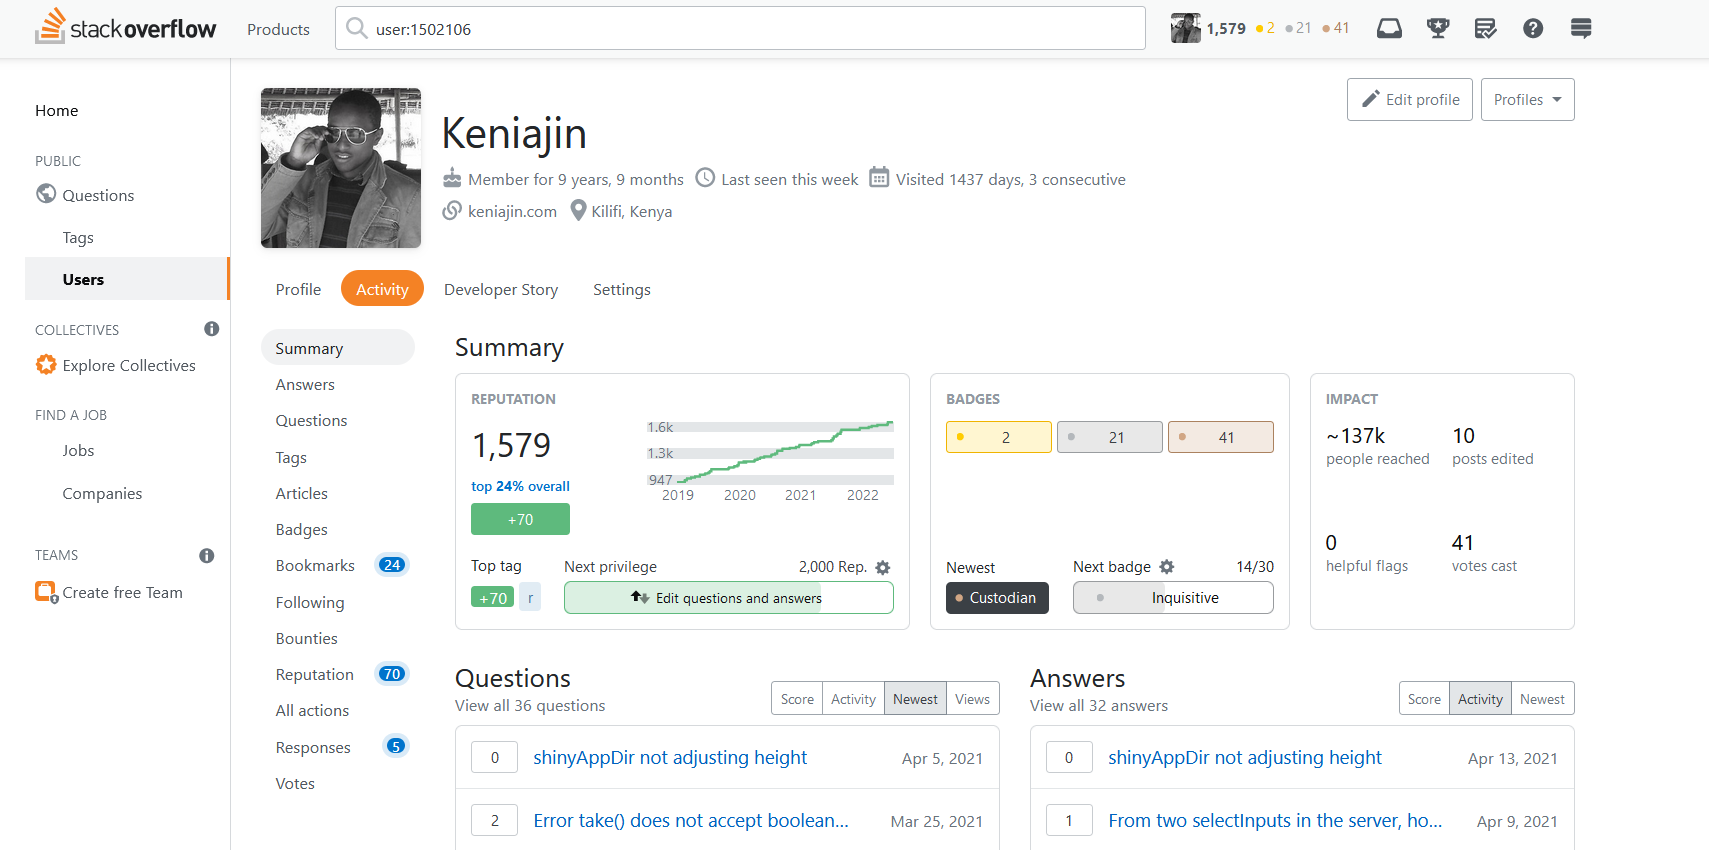 stackoverflow Products user:1502106 1,579 2 21 41
Home
PUBLIC
Questions
Tags
Users
COLLECTIVES
Explore Collectives
FIND A JOB
Jobs
Companies
TEAMS
Create free Team
Edit profile Profiles
Keniajin
Member for 9 years, 9 months Last seen this week Visited 1437 days, 3 consecutive
keniajin.com Kilifi, Kenya
Profile Activity Developer Story Settings
Summary
Answers
Questions
Tags
Articles
Badges
Bookmarks 24
Following
Bounties
Reputation 70
All actions
Responses 5
Votes
Summary
REPUTATION
1,579
top 24% overall
+70
1.6k
1.3k
947
2019 2020 2021 2022
Top tag
+70 r
Next privilege 2,000 Rep.
Edit questions and answers
BADGES
2 21 41
Newest
Custodian
Next badge 14/30
Inquisitive
IMPACT
~137k
people reached
10
posts edited
0
helpful flags
41
votes cast
Questions
View all 36 questions
Score Activity Newest Views
0 shinyAppDir not adjusting height Apr 5, 2021
2 Error take() does not accept boolean... Mar 25, 2021
Answers
View all 32 answers
Score Activity Newest
0 shinyAppDir not adjusting height Apr 13, 2021
1 From two selectInputs in the server, ho... Apr 9, 2021